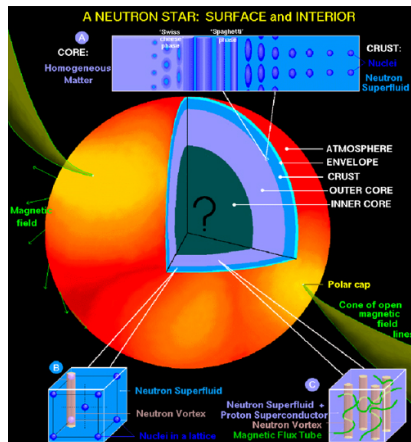 A NEUTRON STAR: SURFACE and INTERIOR
'Swiss
cheese'
phase
'Spaghetti'
phase
CORE:
CRUST:
A
Homogeneous
Matter
Nuclei
Neutron
Superfluid
ATMOSPHERE
ENVELOPE
CRUST
OUTER CORE
INNER CORE
?
Magnetic
field
Polar cap
Cone of open
magnetic
field
lines
B
C
Neutron Superfluid
Neutron Vortex
Nuclei in a lattice
Neutron Superfluid +
Proton Superconductor
Neutron Vortex
Magnetic Flux Tube